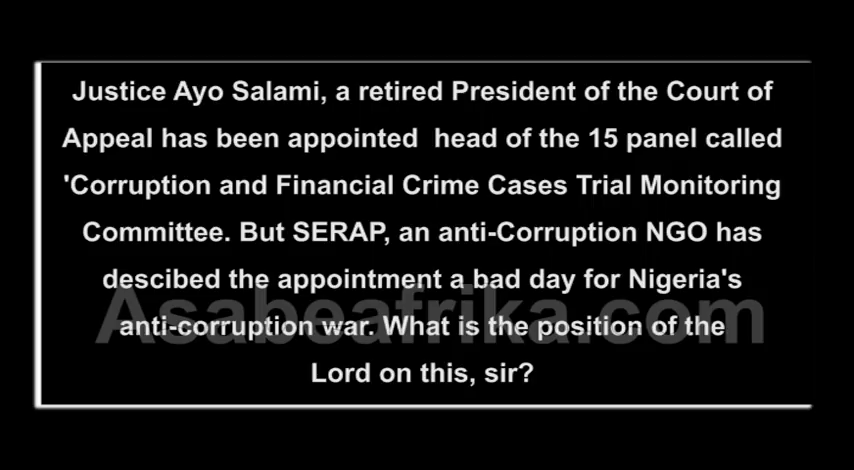 Justice Ayo Salami, a retired President of the Court of
Appeal has been appointed  head of the 15 panel called
'Corruption and Financial Crime Cases Trial Monitoring
Committee. But SERAP, an anti-Corruption NGO has
descibed the appointment a bad day for Nigeria's
Asabeafrika.com
anti-corruption war. What is the position of the
Lord on this, sir?